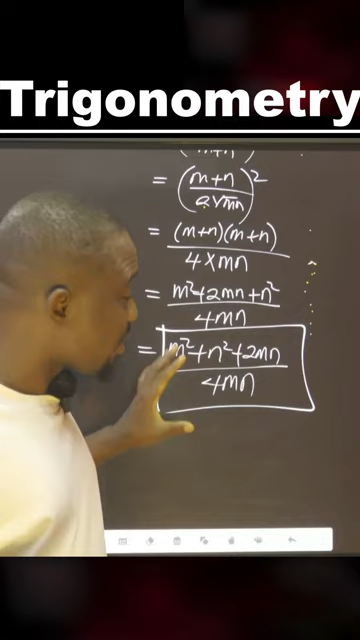 Trigonometry
= (m+n / 2√mn)²
= (m+n)(m+n) / 4×mn
= m²+2mn+n² / 4mn
= m²+n²+2mn / 4mn